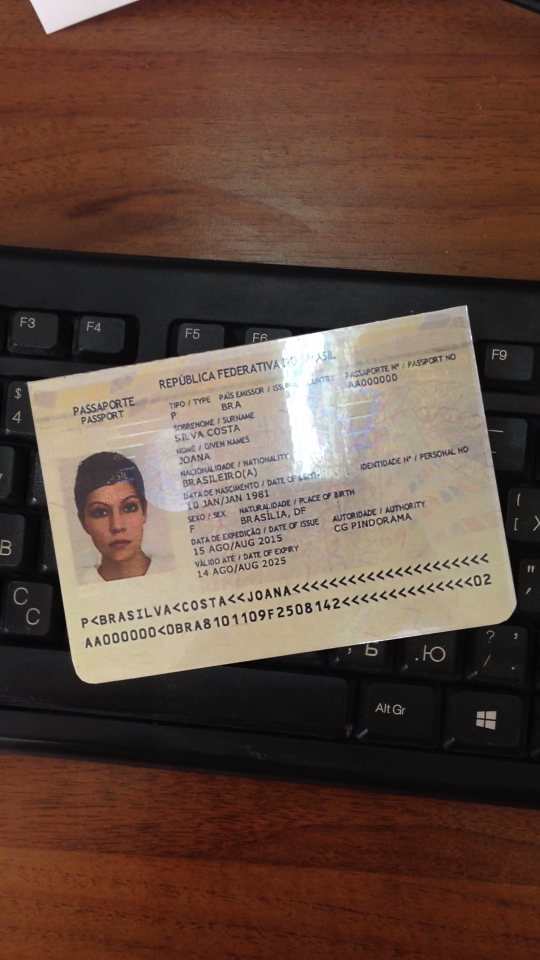 F3
F4
F5
F6
F9
$
4
REPÚBLICA FEDERATIVA DO BRASIL
PASSAPORTE
PASSPORT
TIPO / TYPE PAÍS EMISSOR / PASSAPORTE Nº / PASSPORT NO
P BRA AA000000
SOBRENOME / SURNAME
SILVA COSTA
NOME / GIVEN NAMES
JOANA
NACIONALIDADE / NATIONALITY
BRASILEIRO(A)
DATA DE NASCIMENTO / DATE OF BIRTH IDENTIDADE Nº / PERSONAL NO
10 JAN/JAN 1981
SEXO / SEX NATURALIDADE / PLACE OF BIRTH
F BRASÍLIA, DF
DATA DE EXPEDIÇÃO / DATE OF ISSUE AUTORIDADE / AUTHORITY
15 AGO/AUG 2015 CG PINDORAMA
VÁLIDO ATÉ / DATE OF EXPIRY
14 AGO/AUG 2025
P<BRASILVA<COSTA<<JOANA<<<<<<<<<<<<<<<<<<<<<
AA000000<0BRA8101109F2508142<<<<<<<<<<<<<<02
B
C
С
[ Х
Ь
.Ю
? ,
/ .
Alt Gr